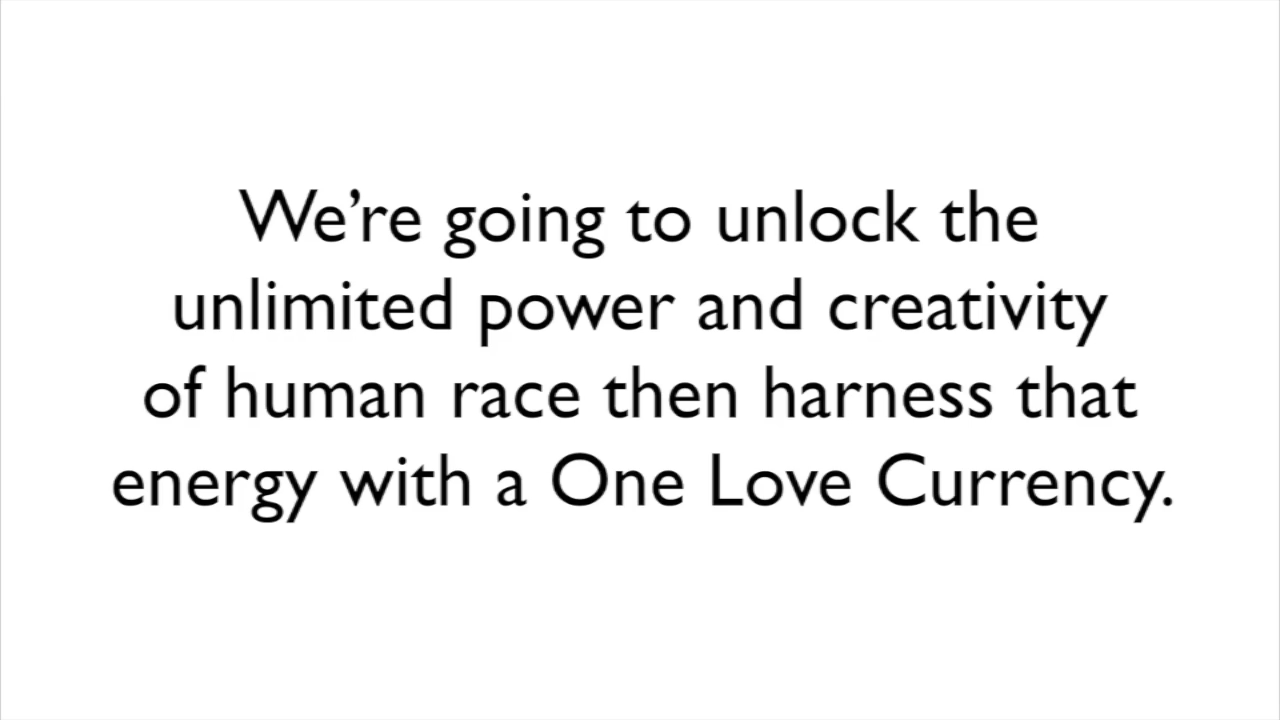 We’re going to unlock the
unlimited power and creativity
of human race then harness that
energy with a One Love Currency.